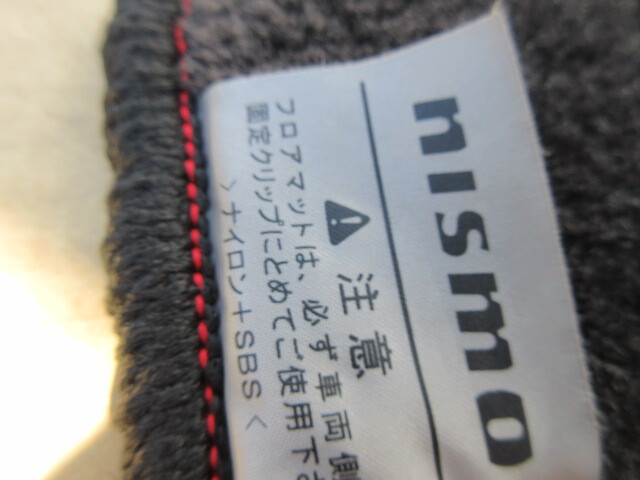 nismo
注意
フロアマットは、必ず車両側
固定クリップにとめてご使用下さ
>ナイロン+SBS<